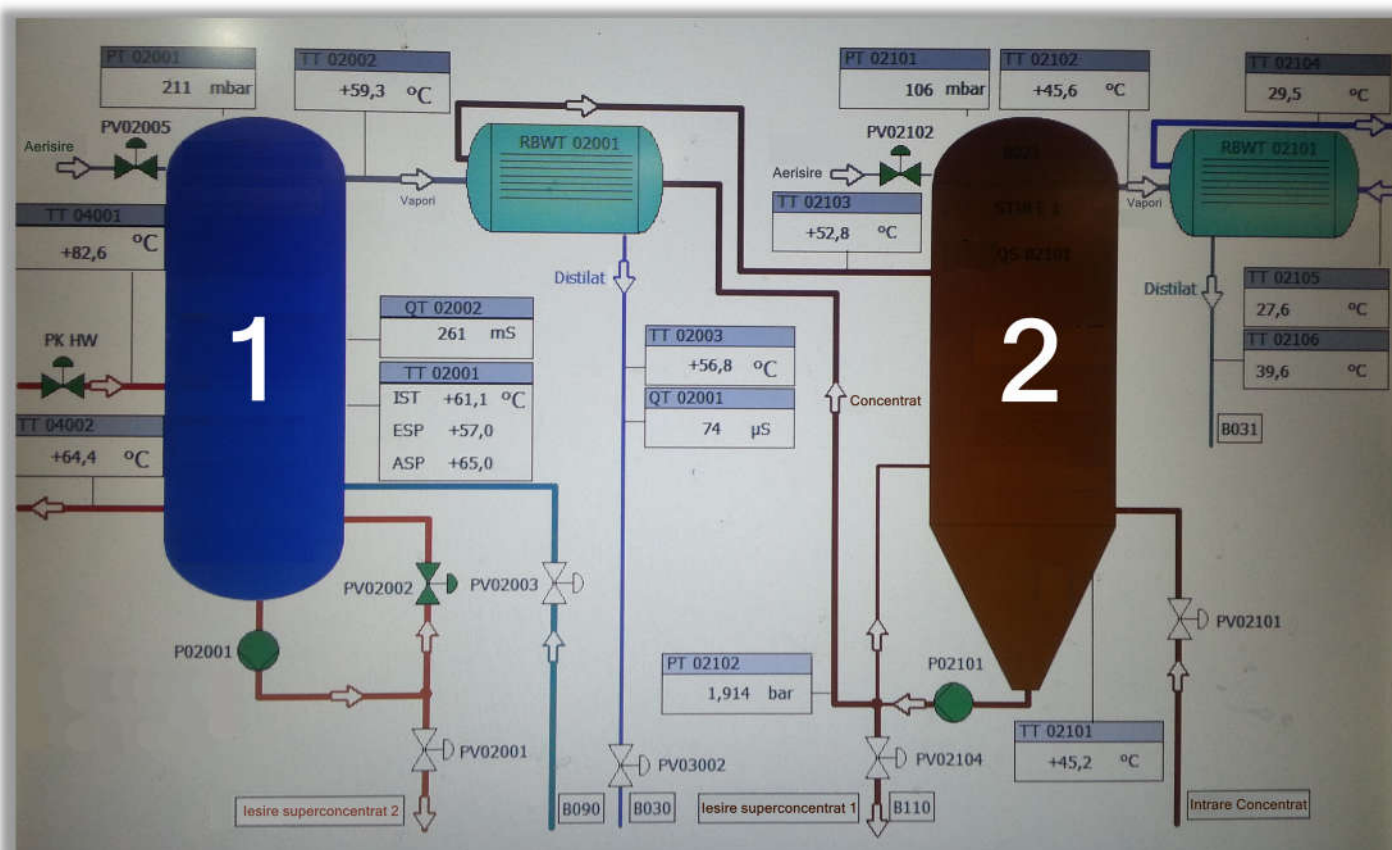 PT 02001
211 mbar
TT 02002
+59,3 °C
PV02005
Aerisire
TT 04001
+82,6 °C
PK HW
TT 04002
+64,4 °C
1
Vapori
RBWT 02001
QT 02002
261 mS
TT 02001
IST +61,1 °C
ESP +57,0
ASP +65,0
Distilat
TT 02003
+56,8 °C
QT 02001
74 µS
PV02002
PV02003
P02001
PV02001
PV03002
Iesire superconcentrat 2
B090
B030
PT 02101
106 mbar
TT 02102
+45,6 °C
TT 02104
29,5 °C
PV02102
Aerisire
TT 02103
+52,8 °C
QS 02101
2
Vapori
RBWT 02101
Distilat
TT 02105
27,6 °C
TT 02106
39,6 °C
B031
Concentrat
PT 02102
1,914 bar
P02101
PV02101
TT 02101
+45,2 °C
PV02104
Iesire superconcentrat 1
B110
Intrare Concentrat